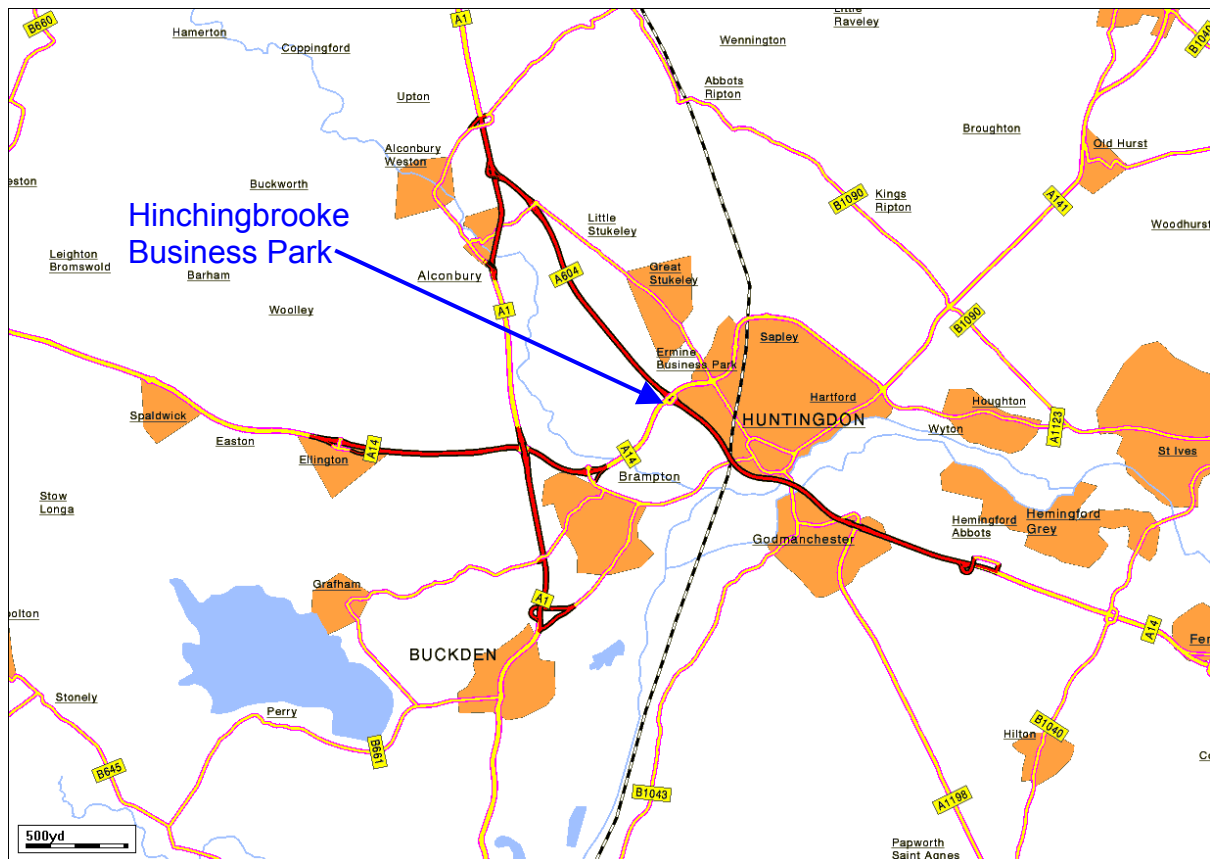 B660
Hamerton
Coppingford
A1
Wennington
Little
Raveley
B1040
Upton
Abbots
Ripton
Broughton
Old Hurst
Alconbury
Weston
Buckworth
Kings
Ripton
B1090
A141
Woodhurst
Hinchingbrooke
Business Park
Little
Stukeley
Leighton
Bromswold
Barham
Alconbury
A604
Great
Stukeley
Woolley
A1
B1090
Sapley
Ermine
Business Park
Spaldwick
Hartford
Houghton
HUNTINGDON
Wyton
A1123
Easton
Ellington
A14
A14
Brampton
St Ives
Stow
Longa
Hemingford
Abbots
Hemingford
Grey
Godmanchester
Grafham
A1
A14
BUCKDEN
Stonely
Perry
B661
Hilton
B1040
B645
B1043
A1198
500yd
Papworth
Saint Agnes